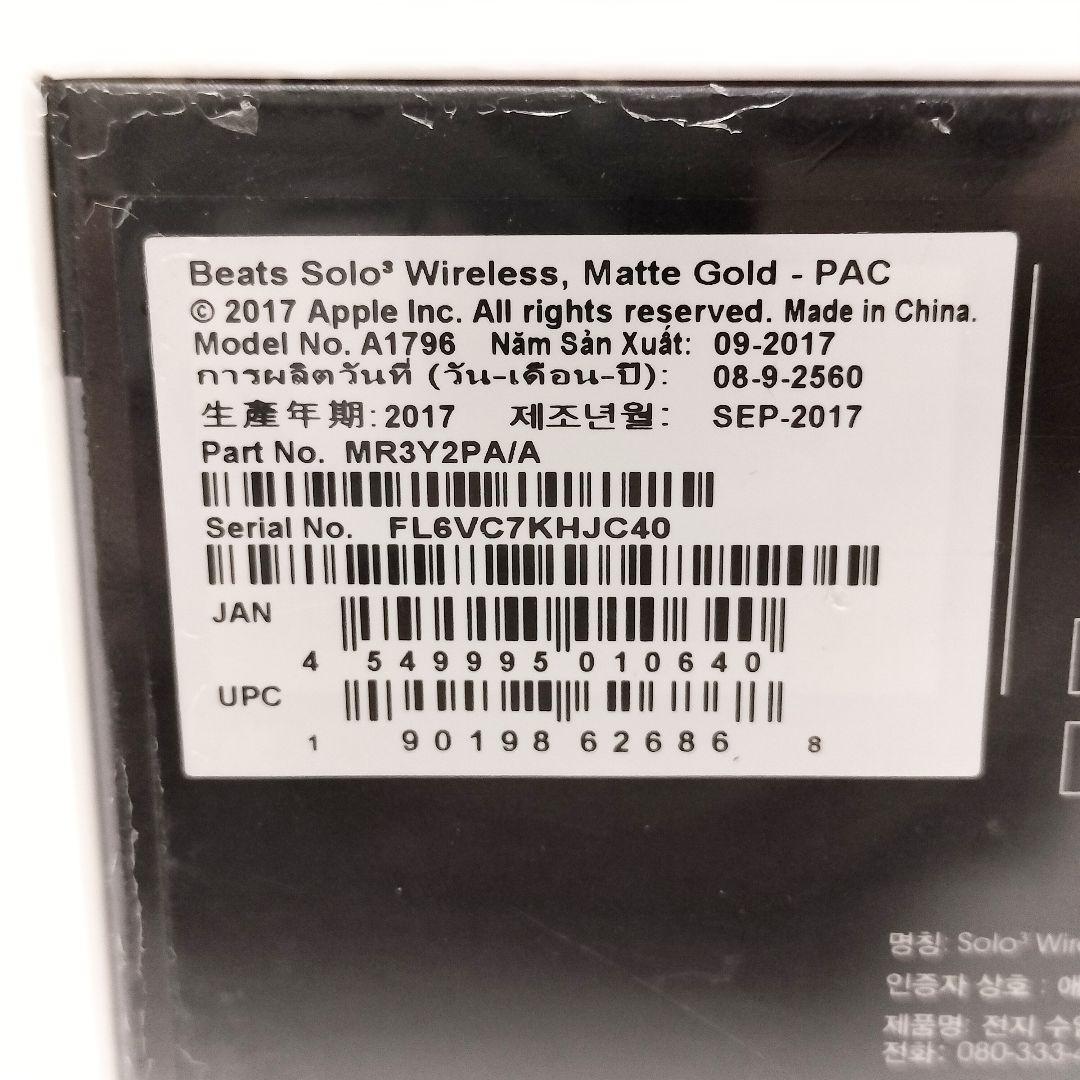 Beats Solo³ Wireless, Matte Gold - PAC
© 2017 Apple Inc. All rights reserved. Made in China.
Model No. A1796 Năm Sản Xuất: 09-2017
การผลิตวันที่ (วัน-เดือน-ปี): 08-9-2560
生產年期: 2017 제조년월: SEP-2017
Part No. MR3Y2PA/A
Serial No. FL6VC7KHJC40
JAN
4 549995 010640
UPC
1 90198 62686 8
명칭: Solo³
인증자 상호 :
제품명: 전지
전화: 080-333-